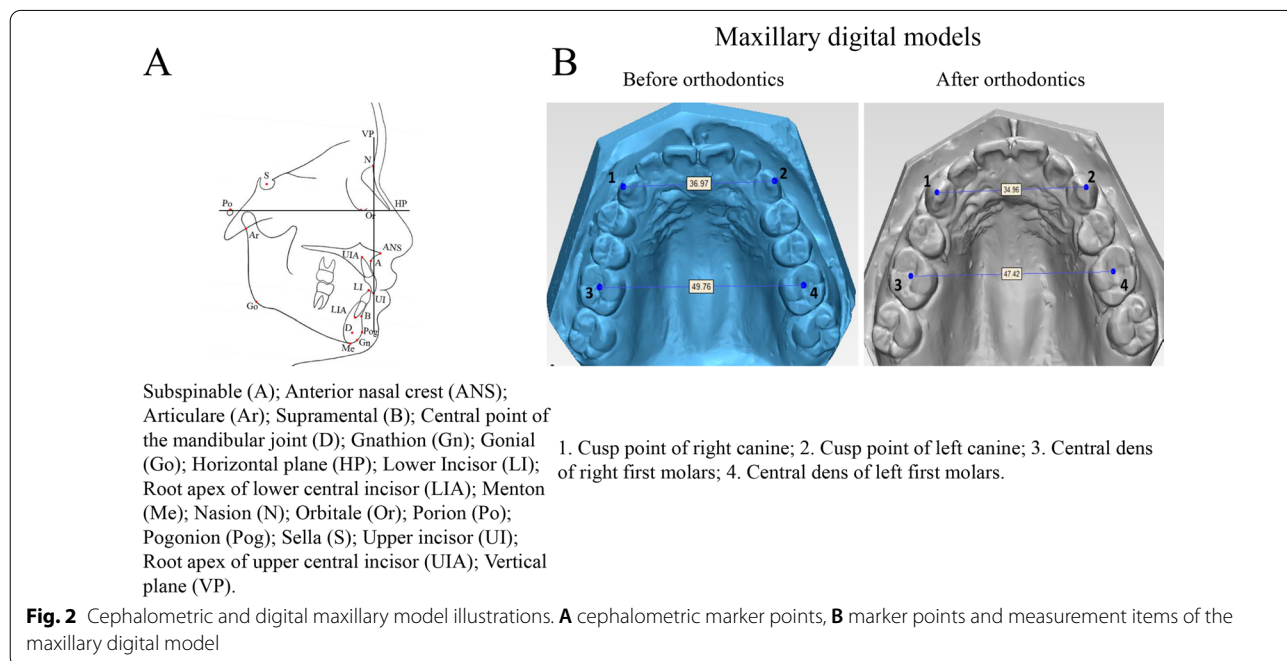 A
VP
N
S
Po
Or
HP
Ar
ANS
UIA
A
LI
UI
LIA
B
Go
D
Pog
Gn
Me
Subspinable (A); Anterior nasal crest (ANS);
Articulare (Ar); Supramental (B); Central point of
the mandibular joint (D); Gnathion (Gn); Gonial
(Go); Horizontal plane (HP); Lower Incisor (LI);
Root apex of lower central incisor (LIA); Menton
(Me); Nasion (N); Orbitale (Or); Porion (Po);
Pogonion (Pog); Sella (S); Upper incisor (UI);
Root apex of upper central incisor (UIA); Vertical
plane (VP).
B
Maxillary digital models
Before orthodontics
After orthodontics
1
36.97
2
3
49.76
4
1
34.96
2
3
47.42
4
1. Cusp point of right canine; 2. Cusp point of left canine; 3. Central dens
of right first molars; 4. Central dens of left first molars.
Fig. 2 Cephalometric and digital maxillary model illustrations. A cephalometric marker points, B marker points and measurement items of the
maxillary digital model